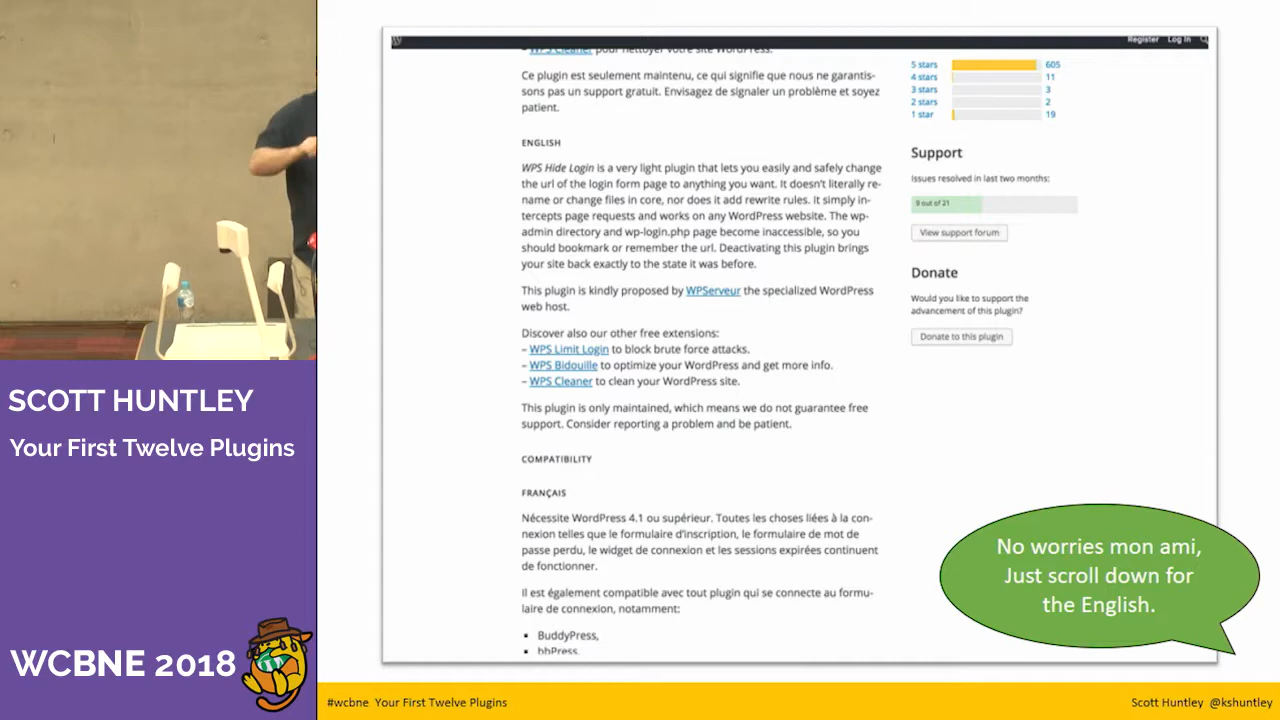 SCOTT HUNTLEY
Your First Twelve Plugins
WCBNE 2018
Register Log In
– WPS Cleaner pour nettoyer votre site WordPress.
Ce plugin est seulement maintenu, ce qui signifie que nous ne garantis-
sons pas un support gratuit. Envisagez de signaler un problème et soyez
patient.
ENGLISH
WPS Hide Login is a very light plugin that lets you easily and safely change
the url of the login form page to anything you want. It doesn't literally re-
name or change files in core, nor does it add rewrite rules. It simply in-
tercepts page requests and works on any WordPress website. The wp-
admin directory and wp-login.php page become inaccessible, so you
should bookmark or remember the url. Deactivating this plugin brings
your site back exactly to the state it was before.
This plugin is kindly proposed by WPServeur the specialized WordPress
web host.
Discover also our other free extensions:
– WPS Limit Login to block brute force attacks.
– WPS Bidouille to optimize your WordPress and get more info.
– WPS Cleaner to clean your WordPress site.
This plugin is only maintained, which means we do not guarantee free
support. Consider reporting a problem and be patient.
COMPATIBILITY
FRANÇAIS
Nécessite WordPress 4.1 ou supérieur. Toutes les choses liées à la con-
nexion telles que le formulaire d'inscription, le formulaire de mot de
passe perdu, le widget de connexion et les sessions expirées continuent
de fonctionner.
Il est également compatible avec tout plugin qui se connecte au formu-
laire de connexion, notamment:
▪ BuddyPress,
▪ bbPress,
5 stars 605
4 stars 11
3 stars 3
2 stars 2
1 star 19
Support
Issues resolved in last two months:
9 out of 21
View support forum
Donate
Would you like to support the
advancement of this plugin?
Donate to this plugin
No worries mon ami,
Just scroll down for
the English.
#wcbne Your First Twelve Plugins
Scott Huntley @kshuntley